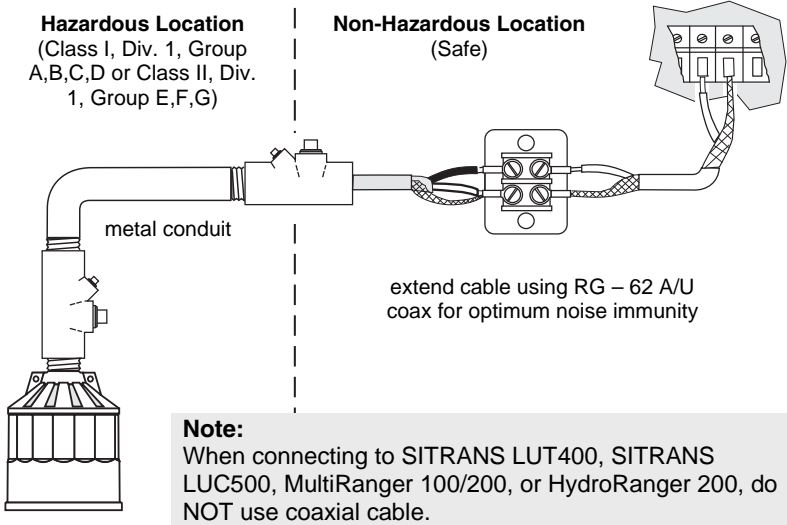 Hazardous Location
(Class I, Div. 1, Group
A,B,C,D or Class II, Div.
1, Group E,F,G)
Non-Hazardous Location
(Safe)
metal conduit
extend cable using RG – 62 A/U
coax for optimum noise immunity
Note:
When connecting to SITRANS LUT400, SITRANS
LUC500, MultiRanger 100/200, or HydroRanger 200, do
NOT use coaxial cable.